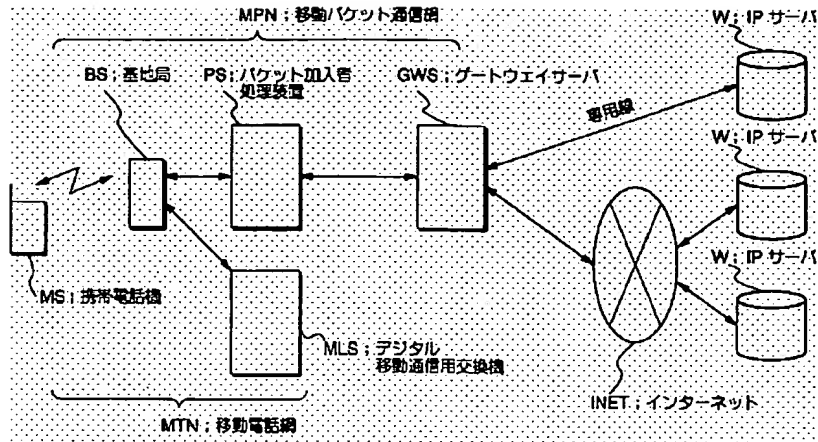 MPN；移動パケット通信網
W；IPサーバ
BS；基地局
PS；パケット加入者
処理装置
GWS；ゲートウェイサーバ
専用線
W；IPサーバ
W；IPサーバ
MS；携帯電話機
MLS；デジタル
移動通信用交換機
INET；インターネット
MTN；移動電話網